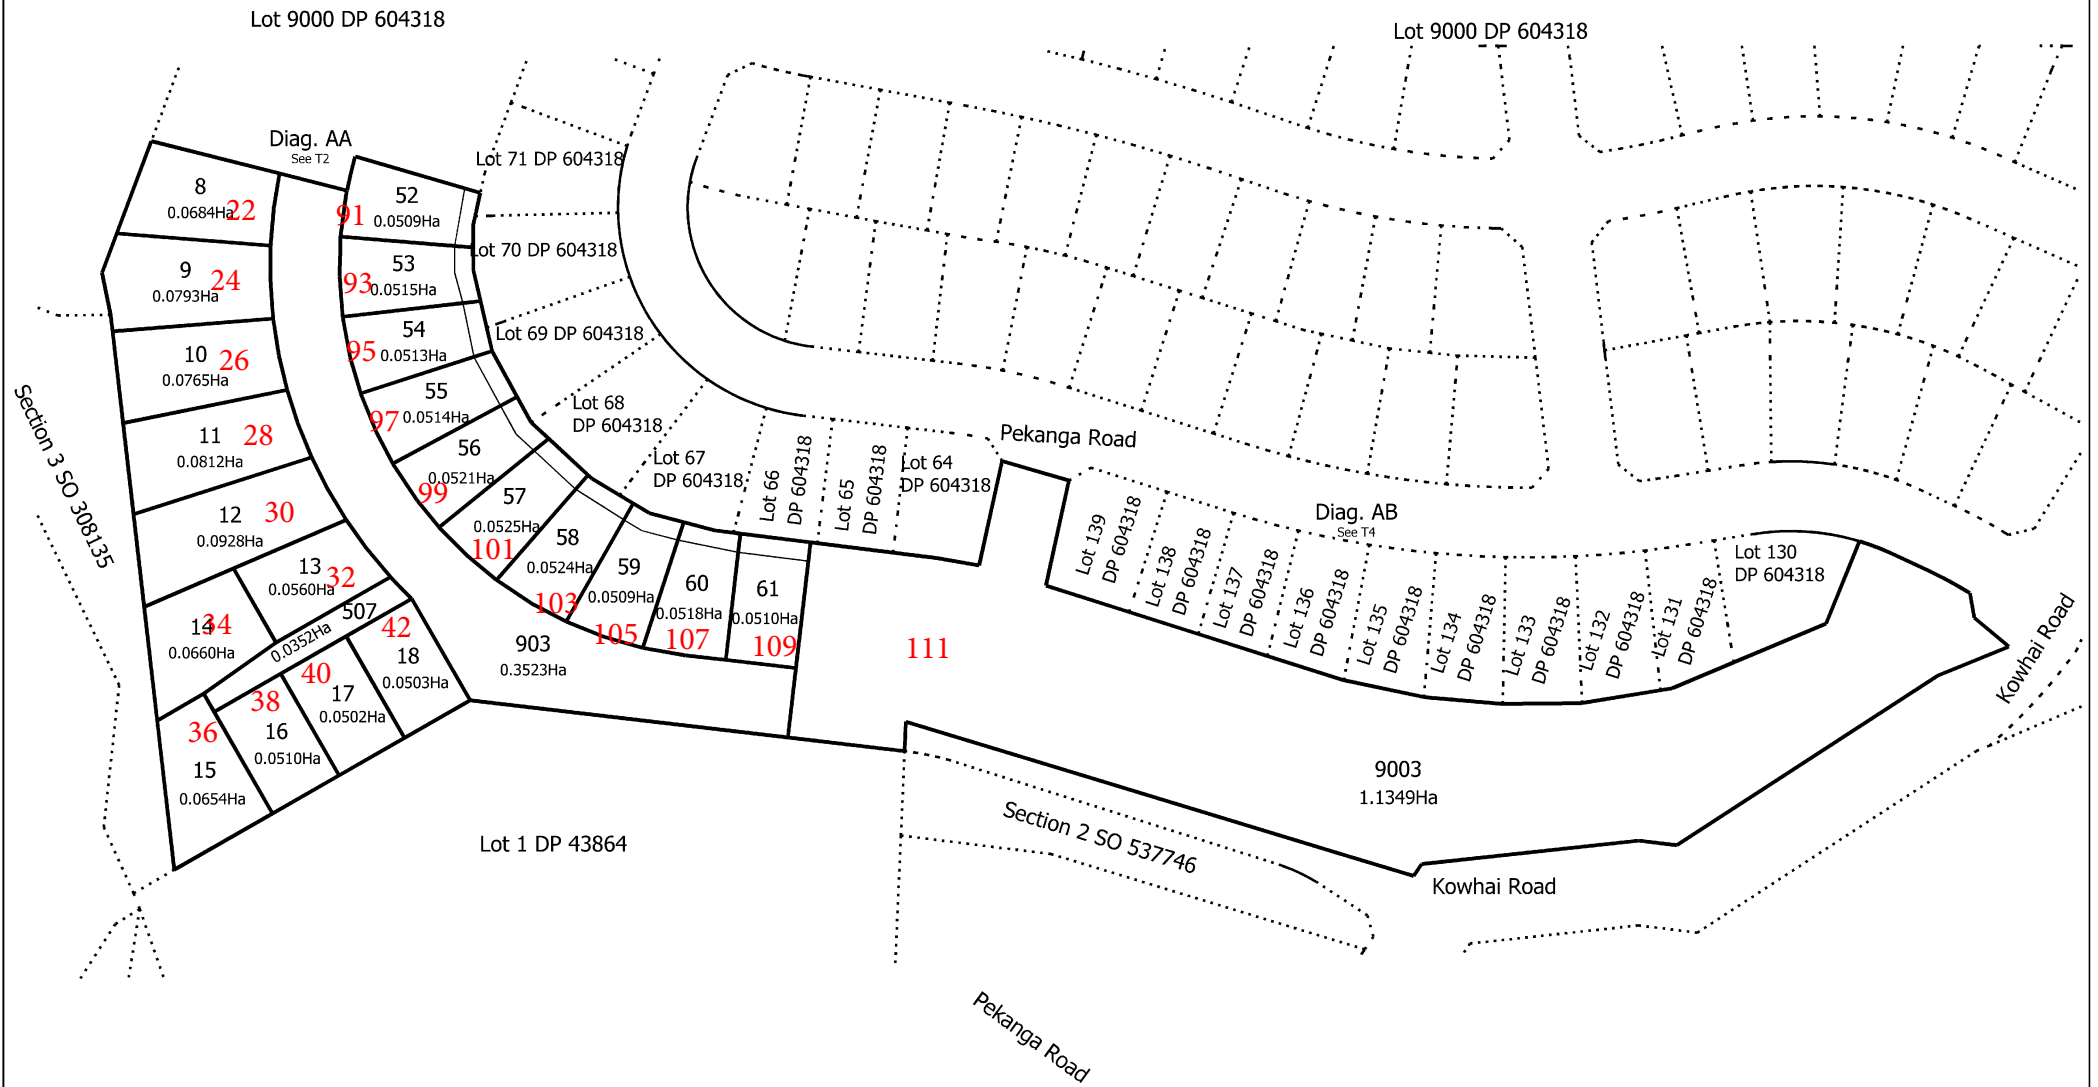 Lot 9000 DP 604318
Lot 9000 DP 604318
Diag. AA
See T2
8
0.0684Ha
22
91
52
0.0509Ha
Lot 71 DP 604318
9
0.0793Ha
24
93
53
0.0515Ha
Lot 70 DP 604318
10
0.0765Ha
26
95
54
0.0513Ha
Lot 69 DP 604318
11
0.0812Ha
28
97
55
0.0514Ha
Lot 68
DP 604318
12
0.0928Ha
30
99
56
0.0521Ha
Lot 67
DP 604318
Lot 66
DP 604318
Lot 65
DP 604318
Lot 64
DP 604318
Pekanga Road
Section 3 SO 308135
13
0.0560Ha
32
101
57
0.0525Ha
58
0.0524Ha
103
59
0.0509Ha
105
60
0.0518Ha
107
61
0.0510Ha
109
14
34
0.0660Ha
507
0.0352Ha
42
18
0.0503Ha
40
17
0.0502Ha
38
16
0.0510Ha
36
15
0.0654Ha
903
0.3523Ha
111
Lot 139
DP 604318
Lot 138
DP 604318
Lot 137
DP 604318
Lot 136
DP 604318
Lot 135
DP 604318
Lot 134
DP 604318
Lot 133
DP 604318
Lot 132
DP 604318
Lot 131
DP 604318
Lot 130
DP 604318
Diag. AB
See T4
Kowhai Road
9003
1.1349Ha
Section 2 SO 537746
Lot 1 DP 43864
Kowhai Road
Pekanga Road